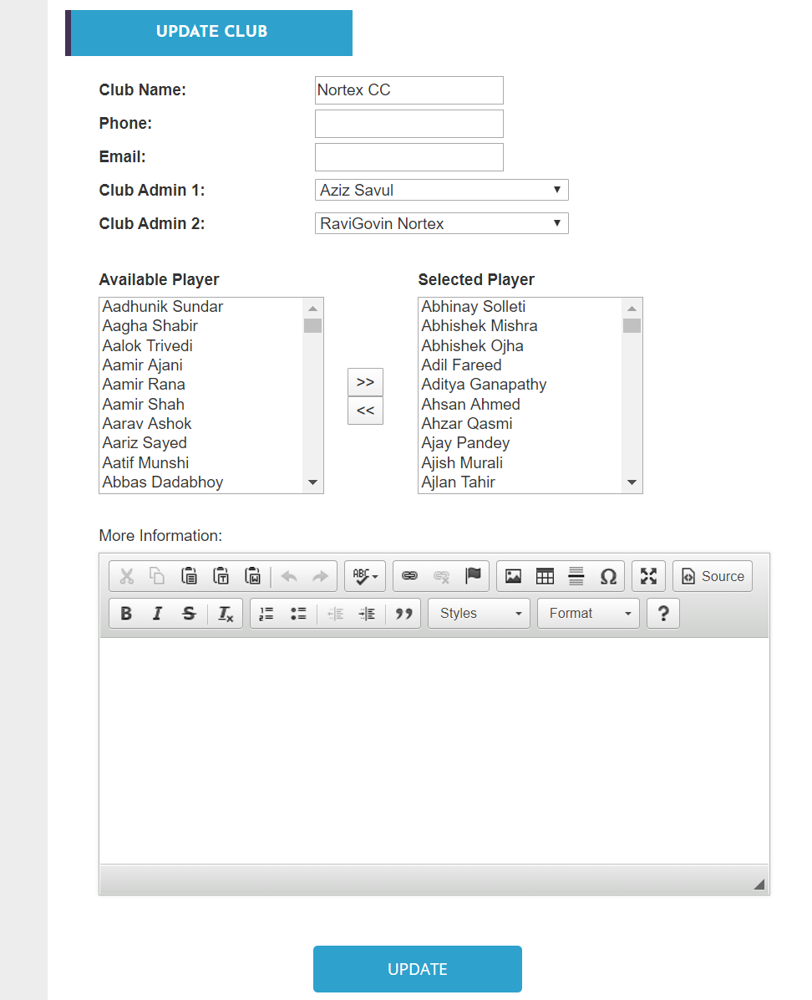 UPDATE CLUB
Club Name: Nortex CC
Phone:
Email:
Club Admin 1: Aziz Savul
Club Admin 2: RaviGovin Nortex
Available Player
Aadhunik Sundar
Aagha Shabir
Aalok Trivedi
Aamir Ajani
Aamir Rana
Aamir Shah
Aarav Ashok
Aariz Sayed
Aatif Munshi
Abbas Dadabhoy
>>
<<
Selected Player
Abhinay Solleti
Abhishek Mishra
Abhishek Ojha
Adil Fareed
Aditya Ganapathy
Ahsan Ahmed
Ahzar Qasmi
Ajay Pandey
Ajish Murali
Ajlan Tahir
More Information:
ABC Ω Source
B I S Tx Styles Format ?
UPDATE